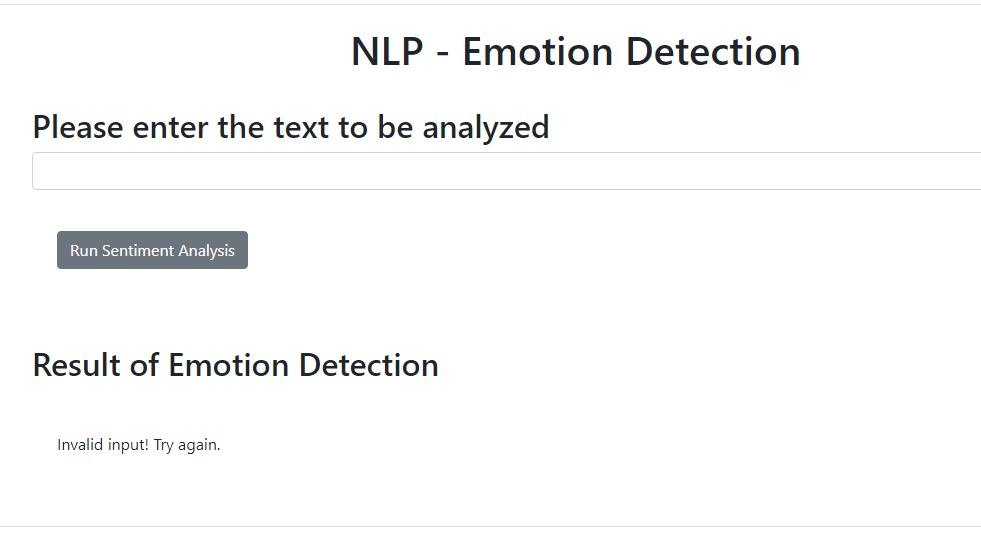 NLP - Emotion Detection
Please enter the text to be analyzed
Run Sentiment Analysis
Result of Emotion Detection
Invalid input! Try again.